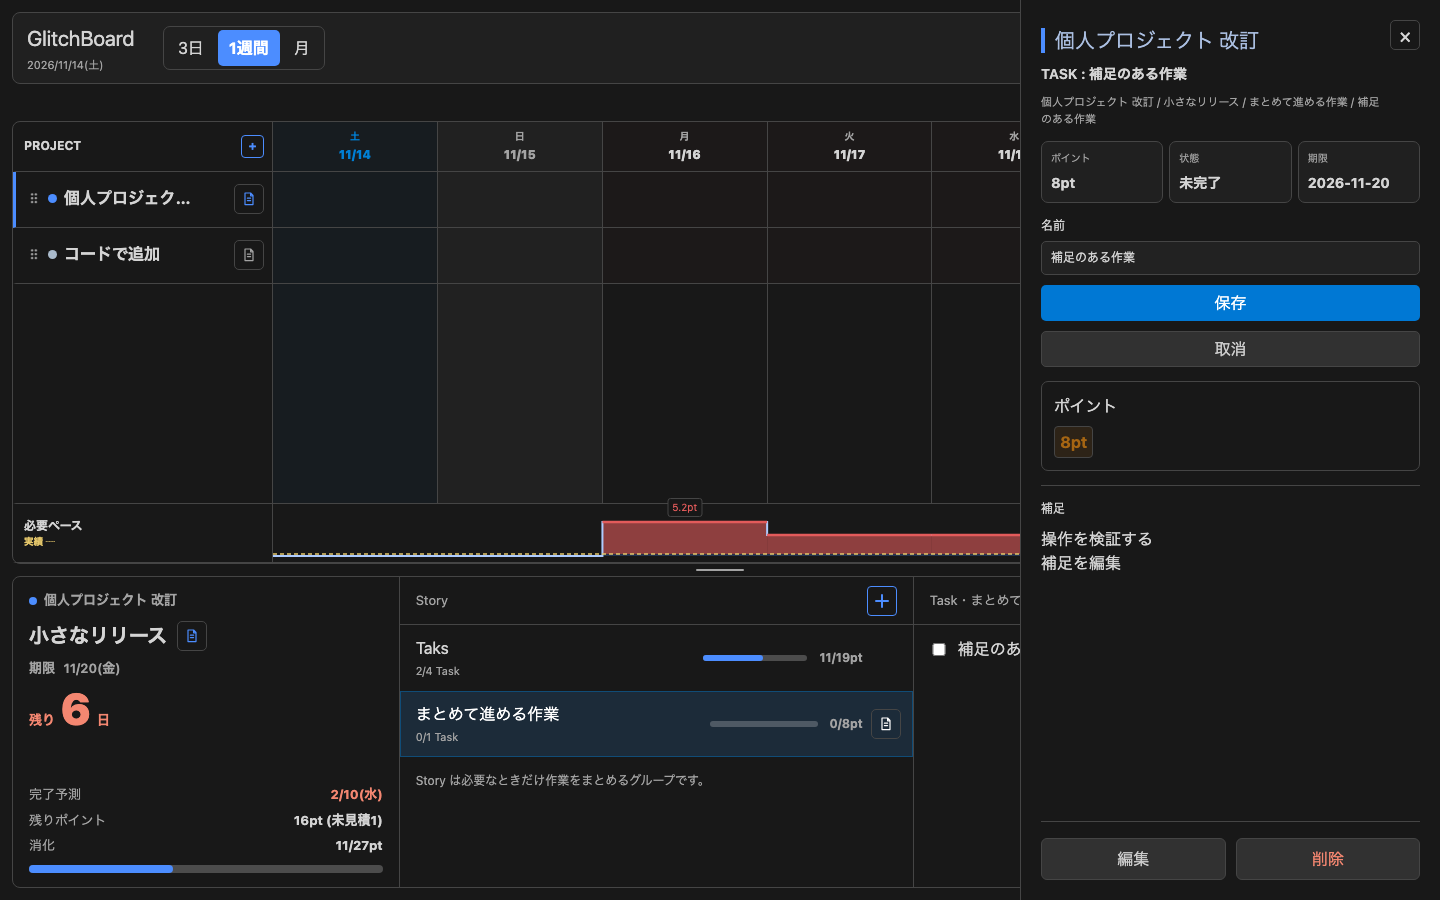 GlitchBoard
2026/11/14(土)
3日 1週間 月
PROJECT
+
土
11/14
日
11/15
月
11/16
火
11/17
水
11/1
個人プロジェク...
コードで追加
必要ペース
実績 ---
5.2pt
個人プロジェクト 改訂
小さなリリース
期限 11/20(金)
残り 6 日
完了予測 2/10(水)
残りポイント 16pt (未見積1)
消化 11/27pt
Story
+
Taks
2/4 Task
11/19pt
まとめて進める作業
0/1 Task
0/8pt
Story は必要なときだけ作業をまとめるグループです。
Task・まとめて
補足のあ
個人プロジェクト 改訂
×
TASK : 補足のある作業
個人プロジェクト 改訂 / 小さなリリース / まとめて進める作業 / 補足
のある作業
ポイント
8pt
状態
未完了
期限
2026-11-20
名前
補足のある作業
保存
取消
ポイント
8pt
補足
操作を検証する
補足を編集
編集
削除